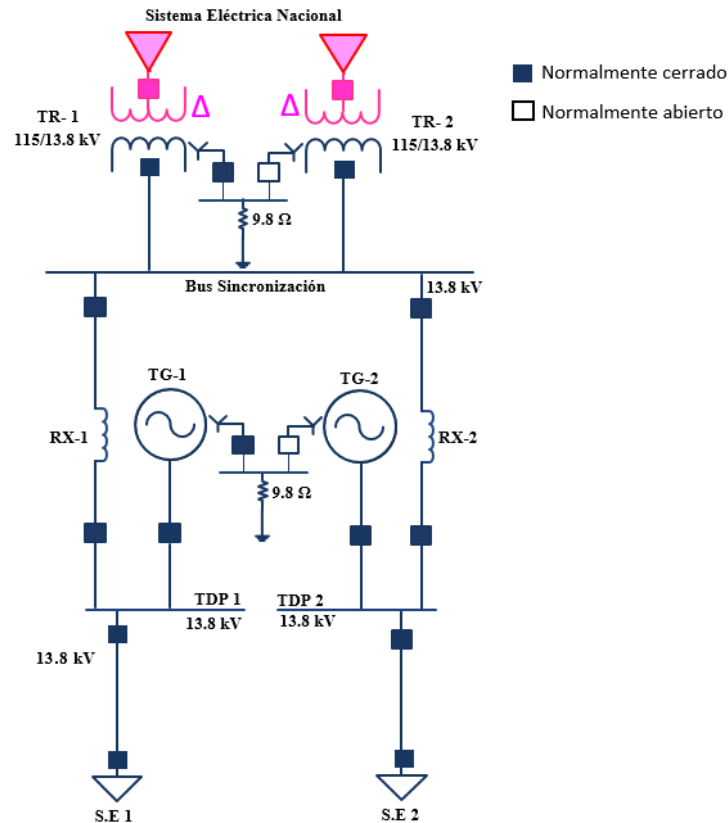 Sistema Eléctrica Nacional
Normalmente cerrado
Normalmente abierto
TR- 1
115/13.8 kV
Δ
Δ
TR- 2
115/13.8 kV
9.8 Ω
Bus Sincronización
13.8 kV
TG-1
TG-2
RX-1
RX-2
9.8 Ω
TDP 1
13.8 kV
TDP 2
13.8 kV
13.8 kV
S.E 1
S.E 2